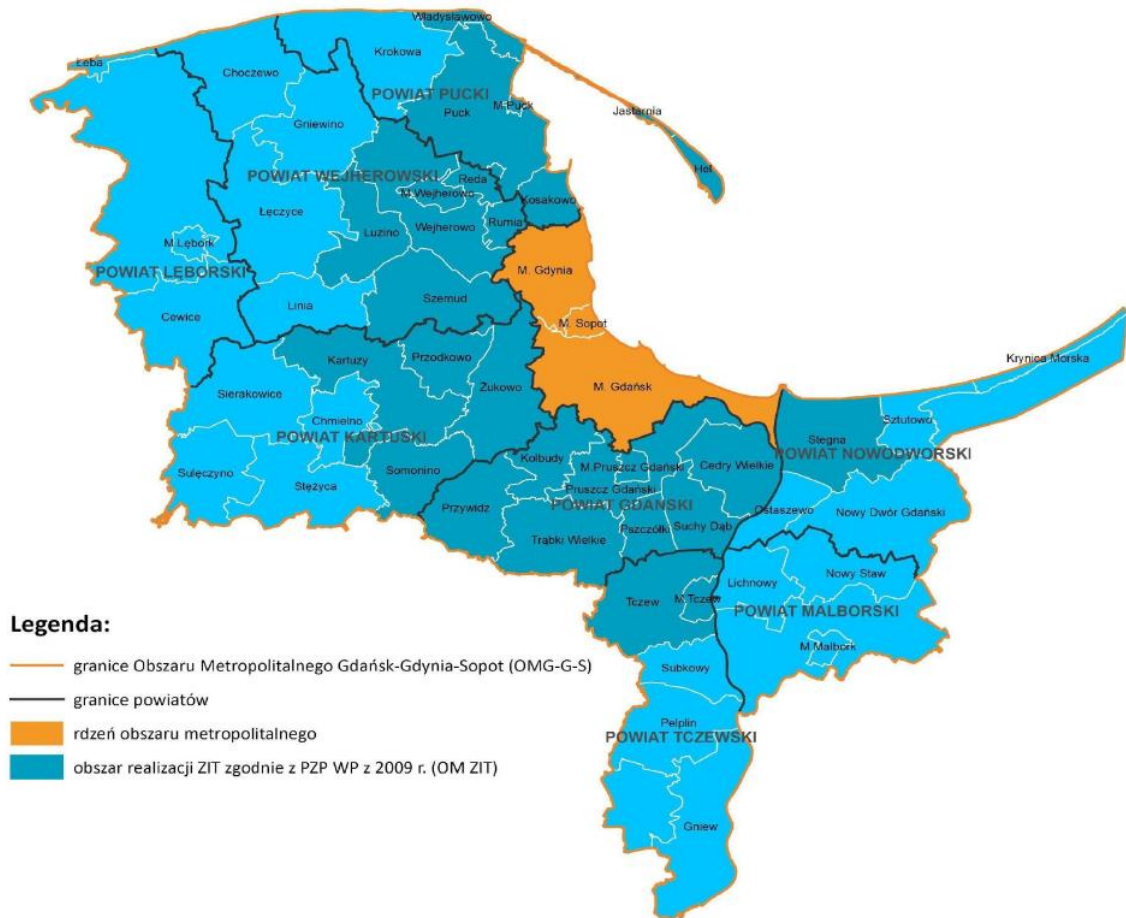 Władysławowo
Łeba
Choczewo
Krokowa
POWIAT PUCKI
Puck
M.Puck
Jastarnia
Hel
Gniewino
POWIAT WEJHEROWSKI
Reda
M.Wejherowo
Kosakowo
Łęczyce
Luzino
Wejherowo
Rumia
M.Lębork
POWIAT LĘBORSKI
M. Gdynia
Cewice
Linia
Szemud
M. Sopot
Kartuzy
Przodkowo
Krynica Morska
Sierakowice
Żukowo
M. Gdańsk
Chmielno
POWIAT KARTUSKI
Sztutowo
Stegna
POWIAT NOWODWORSKI
Sulęczyno
Stężyca
Somonino
Kolbudy
M.Pruszcz Gdański
Cedry Wielkie
Pruszcz Gdański
POWIAT GDAŃSKI
Przywidz
Ostaszewo
Nowy Dwór Gdański
Trąbki Wielkie
Pszczółki
Suchy Dąb
Lichnowy
Nowy Staw
Tczew
M.Tczew
POWIAT MALBORSKI
M.Malbork
Subkowy
Pelplin
POWIAT TCZEWSKI
Gniew
Legenda:
granice Obszaru Metropolitalnego Gdańsk-Gdynia-Sopot (OMG-G-S)
granice powiatów
rdzeń obszaru metropolitalnego
obszar realizacji ZIT zgodnie z PZP WP z 2009 r. (OM ZIT)